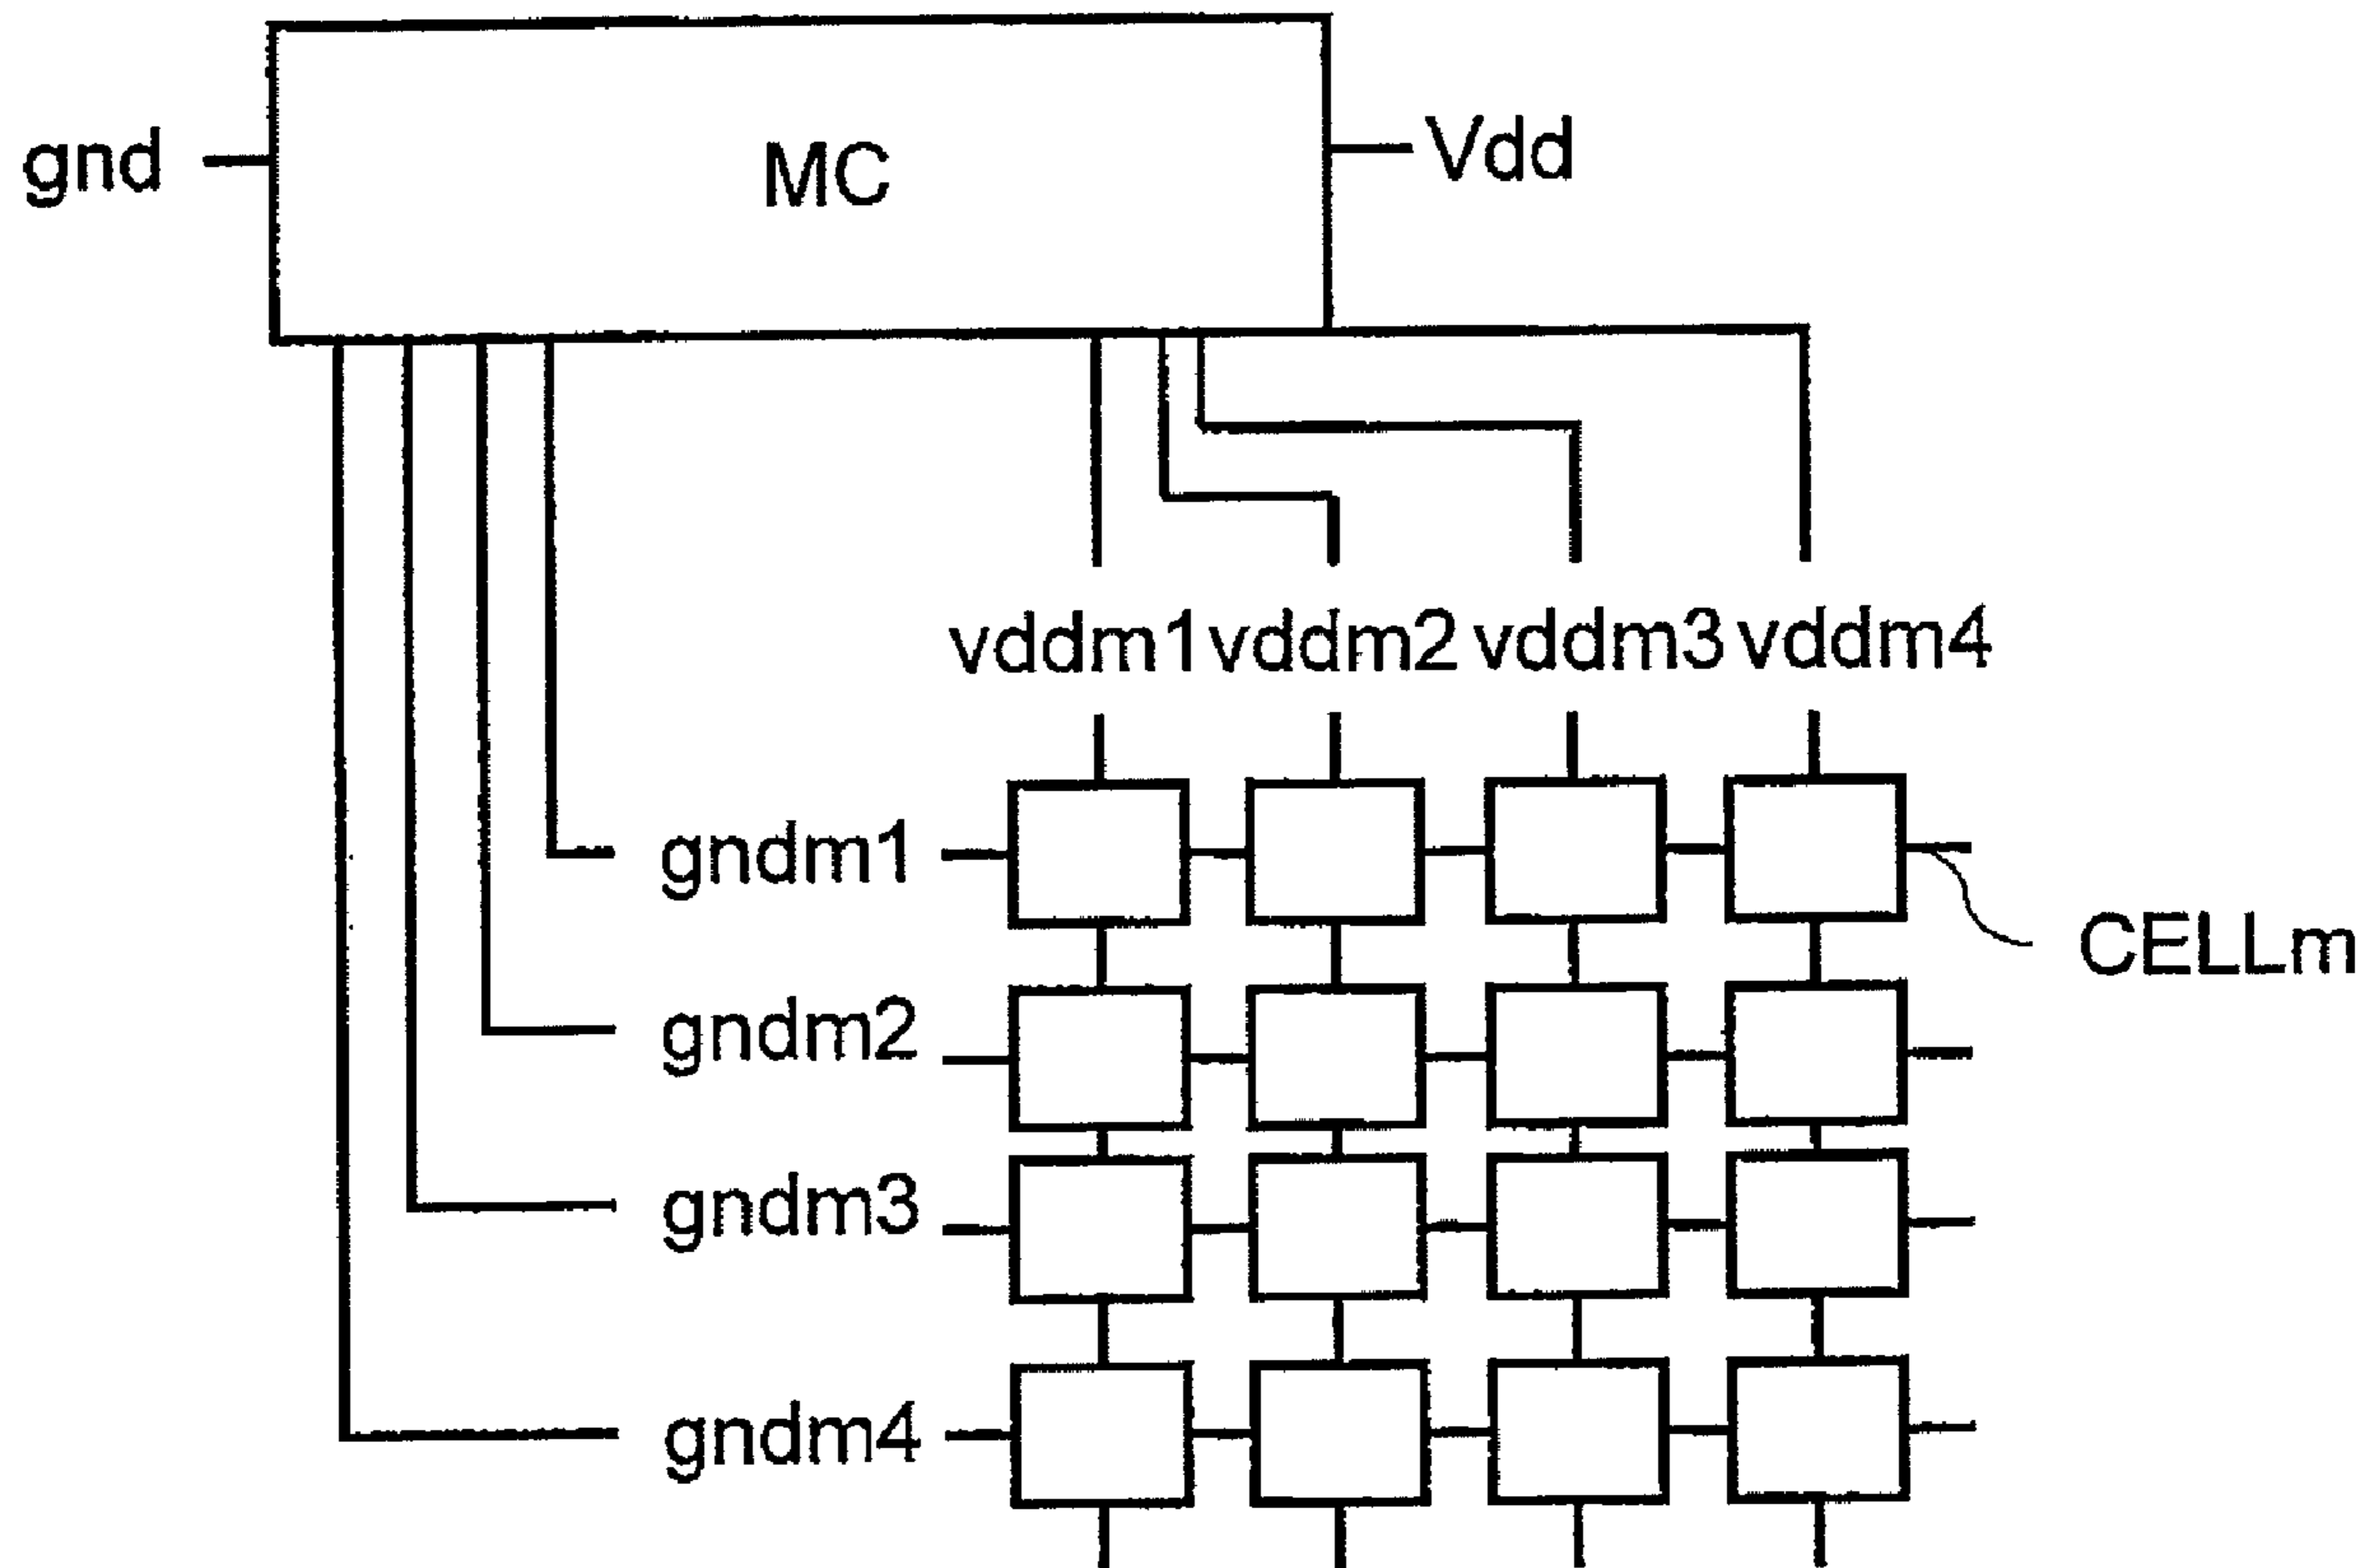 gnd
MC
Vdd
vddm1 vddm2 vddm3 vddm4
gndm1
CELLm
gndm2
gndm3
gndm4